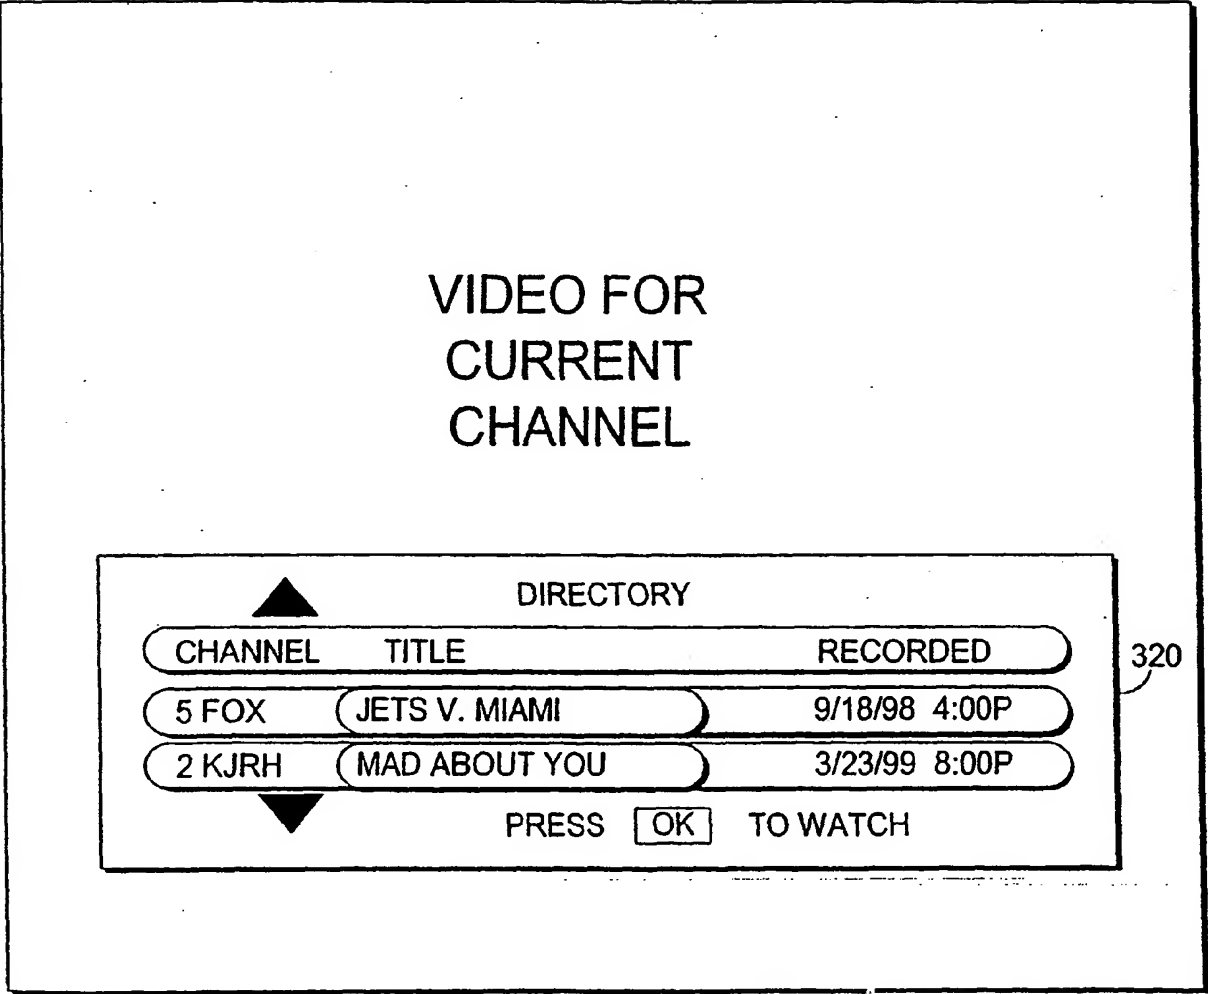 VIDEO FOR
CURRENT
CHANNEL
DIRECTORY
CHANNEL TITLE RECORDED
320
5 FOX JETS V. MIAMI 9/18/98 4:00P
2 KJRH MAD ABOUT YOU 3/23/99 8:00P
PRESS OK TO WATCH